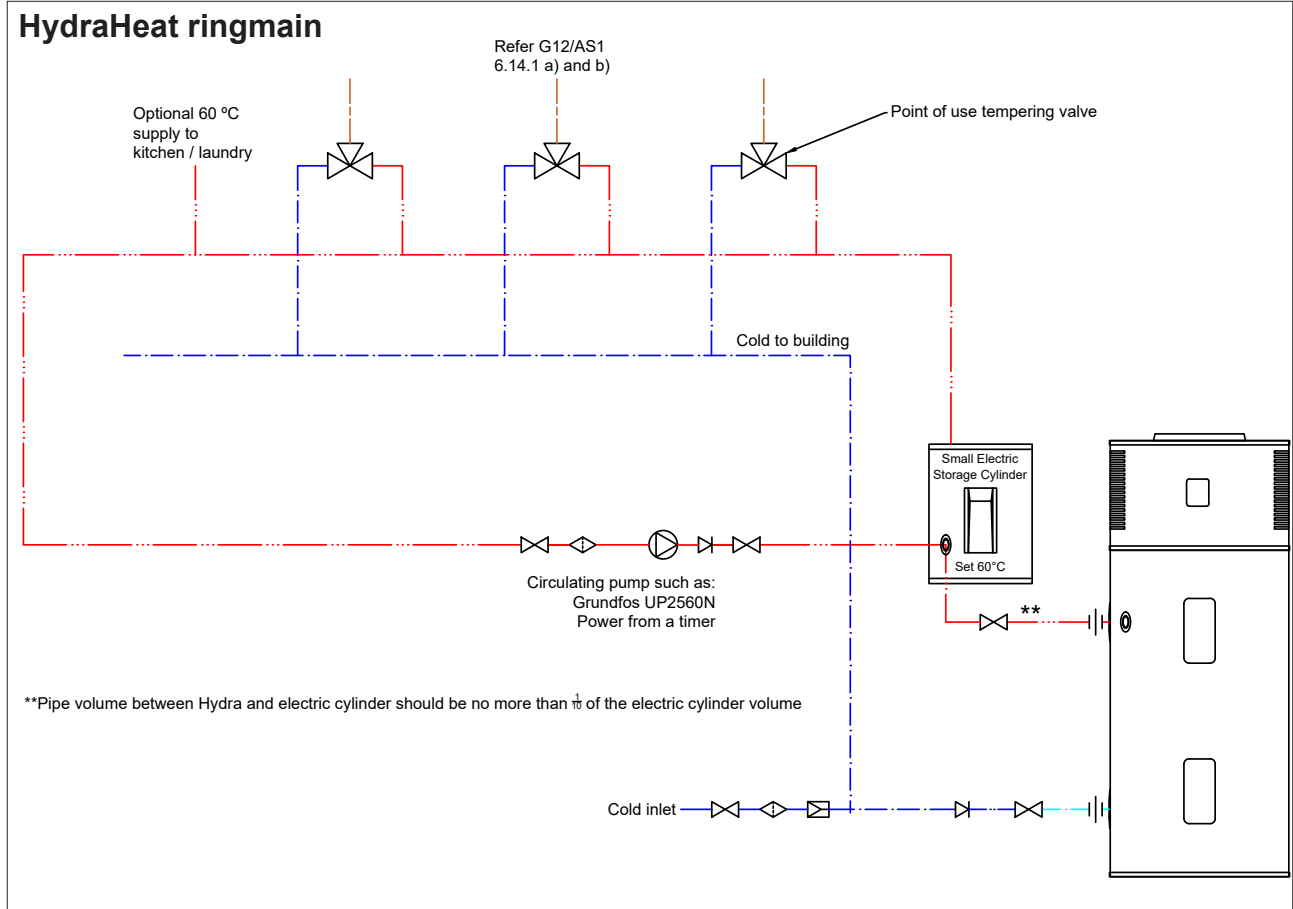 HydraHeat ringmain
Refer G12/AS1
6.14.1 a) and b)
Optional 60 ºC
supply to
kitchen / laundry
Point of use tempering valve
Cold to building
Small Electric
Storage Cylinder
Set 60°C
Circulating pump such as:
Grundfos UP2560N
Power from a timer
**
**Pipe volume between Hydra and electric cylinder should be no more than 1/10 of the electric cylinder volume
Cold inlet